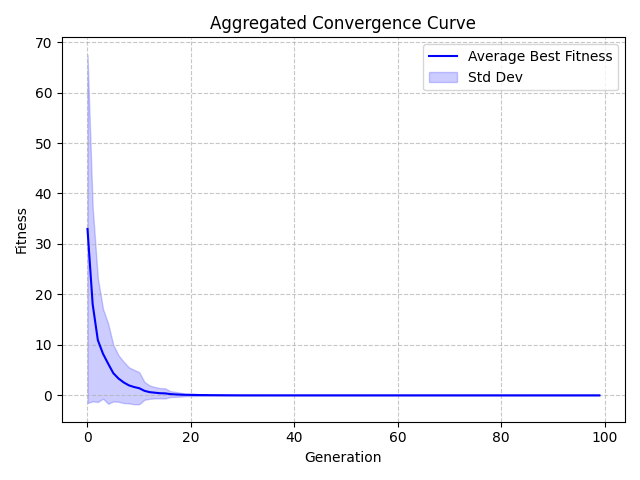 Aggregated Convergence Curve
Average Best Fitness
Std Dev
Fitness
70
60
50
40
30
20
10
0
0 20 40 60 80 100
Generation